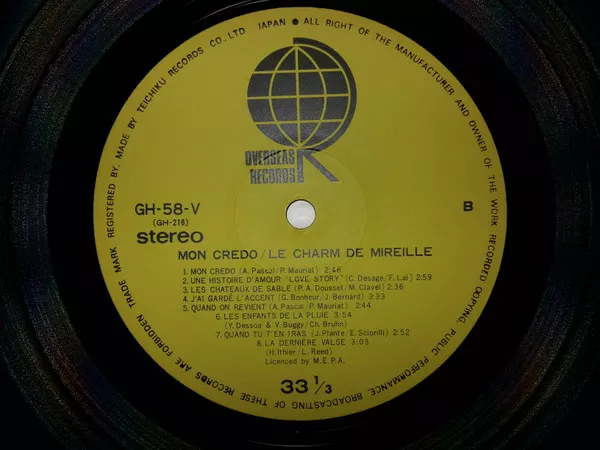 TRADE MARK REGISTERED. BY. MADE BY TEICHIKU RECORDS CO., LTD JAPAN ● ALL RIGHT OF THE MANUFACTURER AND OWNER OF THE WORK RECORDED COPYING, PUBLIC PERFORMANCE, BROADCASTING OF THESE RECORDS ARE FORBIDDEN
OVERSEAS
RECORDS
GH-58-V
(GH-216)
stereo
B
MON CREDO/LE CHARM DE MIREILLE
1. MON CREDO (A. Pascal/P. Mauriat) 2:46
2. UNE HISTOIRE D'AMOUR "LOVE STORY" (C. Desage/F. Lai) 2:59
3. LES CHATEAUX DE SABLE (P. A. Doussel/M. Clavel) 2:36
4. J'AI GARDÉ L'ACCENT (G. Bonheur/J. Bernard) 3:33
5. QUAND ON REVIENT (A. Pascal/P. Mauriat) 2:44
6. LES ENFANTS DE LA PLUIE 3:54
(Y. Dessoa & V. Buggy/Ch. Bruhn)
7. QUAND TU T'EN IRAS (J. Plante/E. Sciorilli) 2:52
8. LA DERNIÈRE VALSE 3:03
(H. Ithier/L. Reed)
Licenced by M.E.P.A.
33 1/3